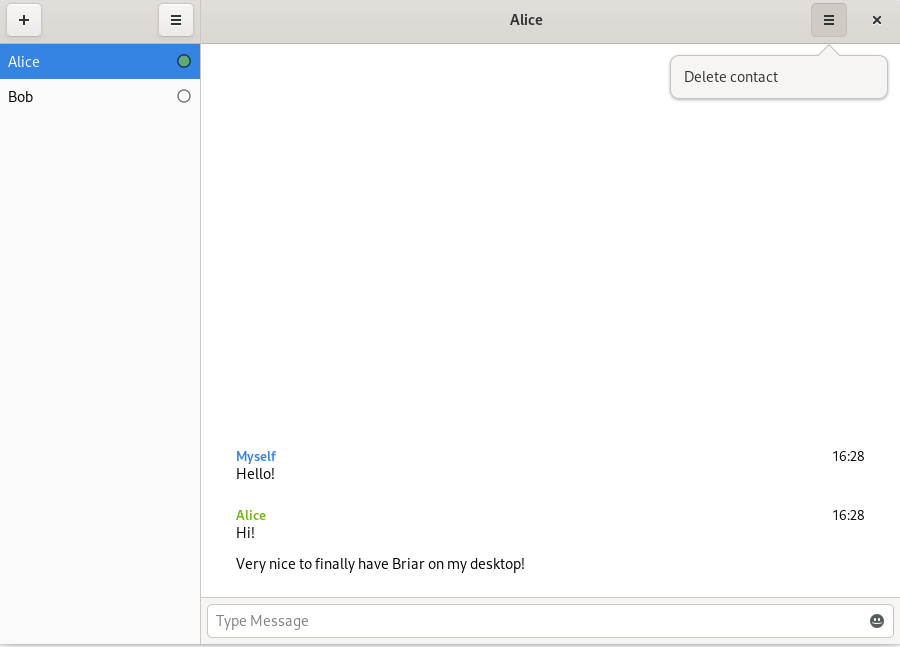 Alice
Alice
Bob
Delete contact
Myself 16:28
Hello!
Alice 16:28
Hi!
Very nice to finally have Briar on my desktop!
Type Message